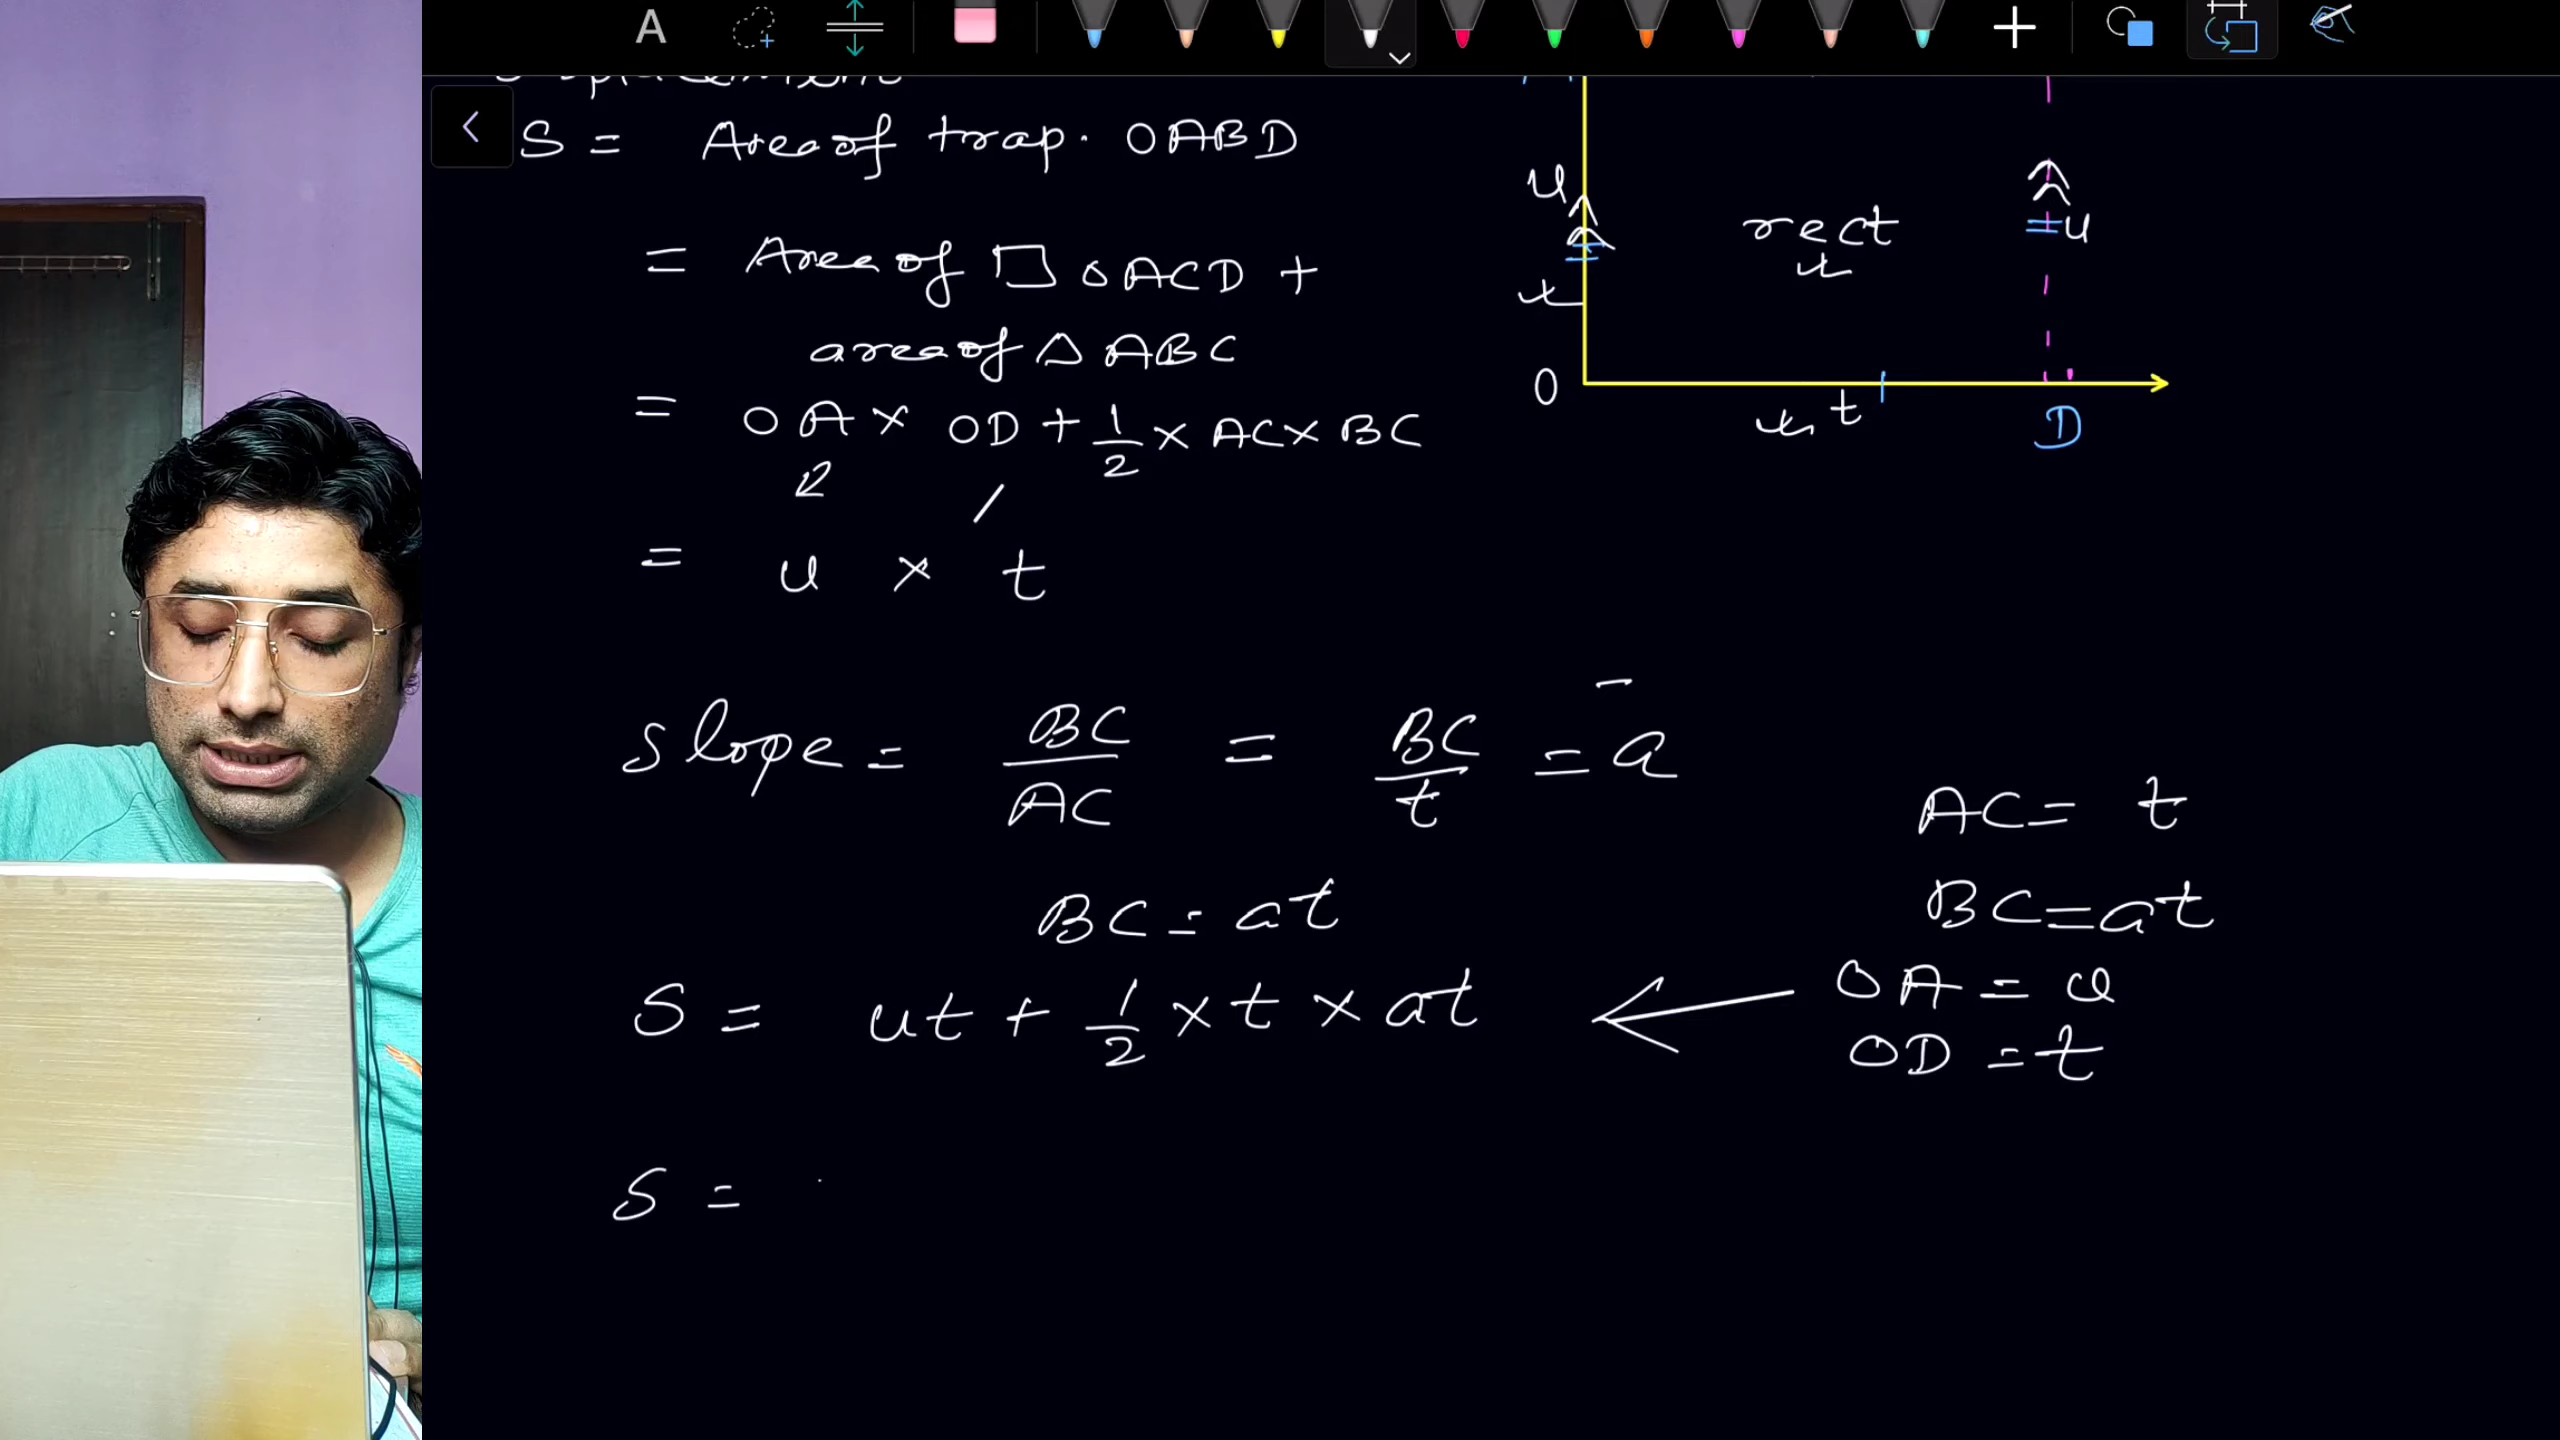 A
S = Area of trap. OABD
= Area of □ OACD +
area of △ ABC
= OA × OD + 1/2 × AC × BC
= u × t
u
rect
u
0
t
D
slope = BC/AC = BC/t = a
BC = at
S = ut + 1/2 × t × at
S =
AC = t
BC = at
OA = u
OD = t